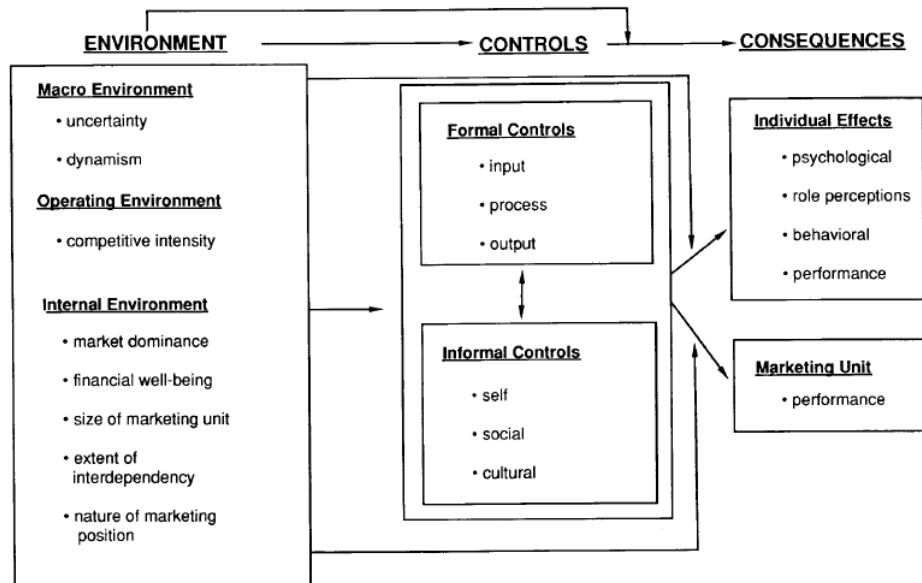 ENVIRONMENT
CONTROLS
CONSEQUENCES
Macro Environment
• uncertainty
• dynamism
Operating Environment
• competitive intensity
Internal Environment
• market dominance
• financial well-being
• size of marketing unit
• extent of
interdependency
• nature of marketing
position
Formal Controls
• input
• process
• output
Informal Controls
• self
• social
• cultural
Individual Effects
• psychological
• role perceptions
• behavioral
• performance
Marketing Unit
• performance